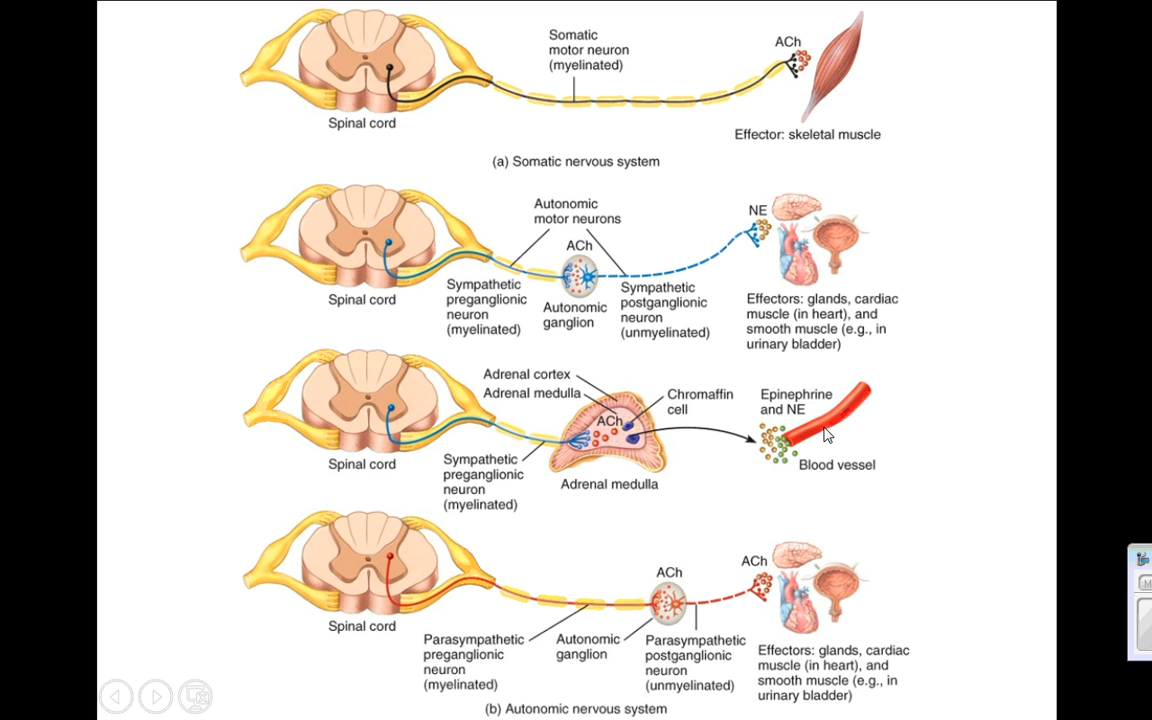 Somatic
motor neuron
(myelinated)
ACh
Spinal cord
Effector: skeletal muscle
(a) Somatic nervous system
Autonomic
motor neurons
ACh
NE
Spinal cord
Sympathetic
preganglionic
neuron
(myelinated)
Autonomic
ganglion
Sympathetic
postganglionic
neuron
(unmyelinated)
Effectors: glands, cardiac
muscle (in heart), and
smooth muscle (e.g., in
urinary bladder)
Adrenal cortex
Adrenal medulla
ACh
Chromaffin
cell
Epinephrine
and NE
Spinal cord
Sympathetic
preganglionic
neuron
(myelinated)
Adrenal medulla
Blood vessel
ACh
ACh
Spinal cord
Parasympathetic
preganglionic
neuron
(myelinated)
Autonomic
ganglion
Parasympathetic
postganglionic
neuron
(unmyelinated)
Effectors: glands, cardiac
muscle (in heart), and
smooth muscle (e.g., in
urinary bladder)
(b) Autonomic nervous system